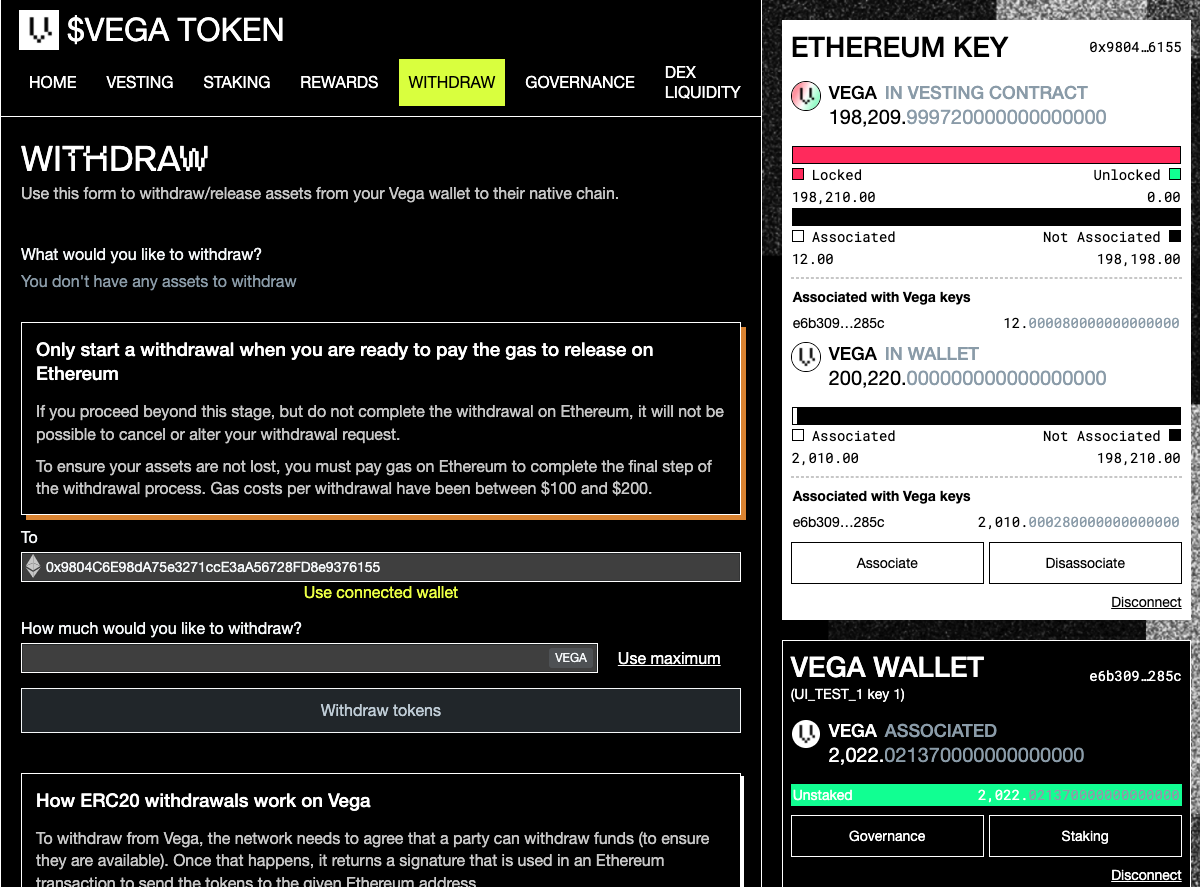 $VEGA TOKEN
HOME VESTING STAKING REWARDS WITHDRAW GOVERNANCE DEX LIQUIDITY
WITHDRAW
Use this form to withdraw/release assets from your Vega wallet to their native chain.
What would you like to withdraw?
You don't have any assets to withdraw
Only start a withdrawal when you are ready to pay the gas to release on
Ethereum
If you proceed beyond this stage, but do not complete the withdrawal on Ethereum, it will not be
possible to cancel or alter your withdrawal request.
To ensure your assets are not lost, you must pay gas on Ethereum to complete the final step of
the withdrawal process. Gas costs per withdrawal have been between $100 and $200.
To
0x9804C6E98dA75e3271ccE3aA56728FD8e9376155
Use connected wallet
How much would you like to withdraw?
VEGA Use maximum
Withdraw tokens
How ERC20 withdrawals work on Vega
To withdraw from Vega, the network needs to agree that a party can withdraw funds (to ensure
they are available). Once that happens, it returns a signature that is used in an Ethereum
transaction to send the tokens to the given Ethereum address.
ETHEREUM KEY 0x9804…6155
VEGA IN VESTING CONTRACT
198,209.999720000000000000
Locked Unlocked
198,210.00 0.00
Associated Not Associated
12.00 198,198.00
Associated with Vega keys
e6b309…285c 12.000080000000000000
VEGA IN WALLET
200,220.000000000000000000
Associated Not Associated
2,010.00 198,210.00
Associated with Vega keys
e6b309…285c 2,010.000280000000000000
Associate Disassociate
Disconnect
VEGA WALLET e6b309…285c
(UI_TEST_1 key 1)
VEGA ASSOCIATED
2,022.021370000000000000
Unstaked 2,022.021370000000000000
Governance Staking
Disconnect